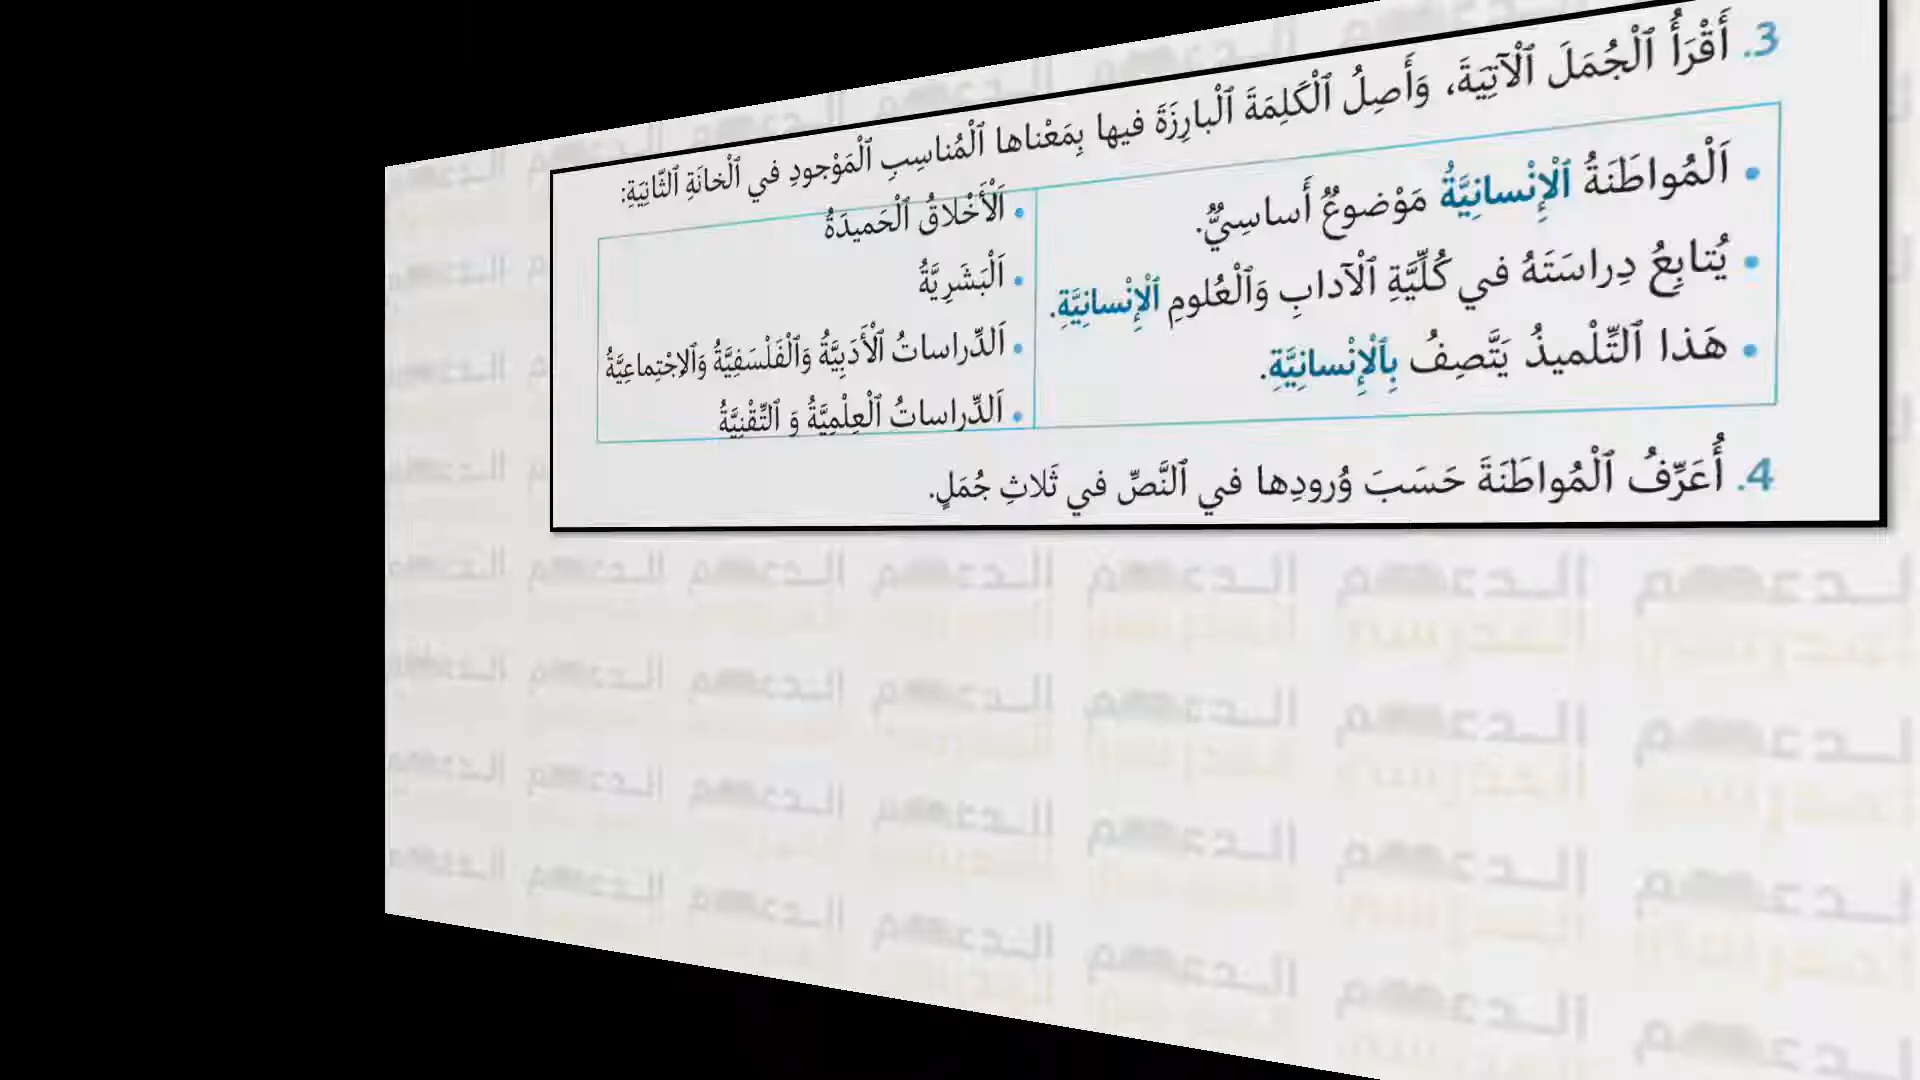 3. أَقْرَأُ ٱلْجُمَلَ ٱلْآتِيَةَ، وَأَصِلُ ٱلْكَلِمَةَ ٱلْبارِزَةَ فيها بِمَعْناها ٱلْمُناسِبِ ٱلْمَوْجودِ في ٱلْخانَةِ ٱلثّانِيَةِ:
• اَلْمُواطَنَةُ ٱلْإِنْسانِيَّةُ مَوْضوعٌ أَساسِيٌّ.
• يُتابِعُ دِراسَتَهُ في كُلِّيَّةِ ٱلْآدابِ وَٱلْعُلومِ ٱلْإِنْسانِيَّةِ.
• هَذا ٱلتِّلْميذُ يَتَّصِفُ بِٱلْإِنْسانِيَّةِ.
• اَلْأَخْلاقُ ٱلْحَميدَةُ
• اَلْبَشَرِيَّةُ
• اَلدِّراساتُ ٱلْأَدَبِيَّةُ وَٱلْفَلْسَفِيَّةُ وَٱلِاجْتِماعِيَّةُ
• اَلدِّراساتُ ٱلْعِلْمِيَّةُ وَ ٱلتِّقْنِيَّةُ
4. أُعَرِّفُ ٱلْمُواطَنَةَ حَسَبَ وُرودِها في ٱلنَّصِّ في ثَلاثِ جُمَلٍ.